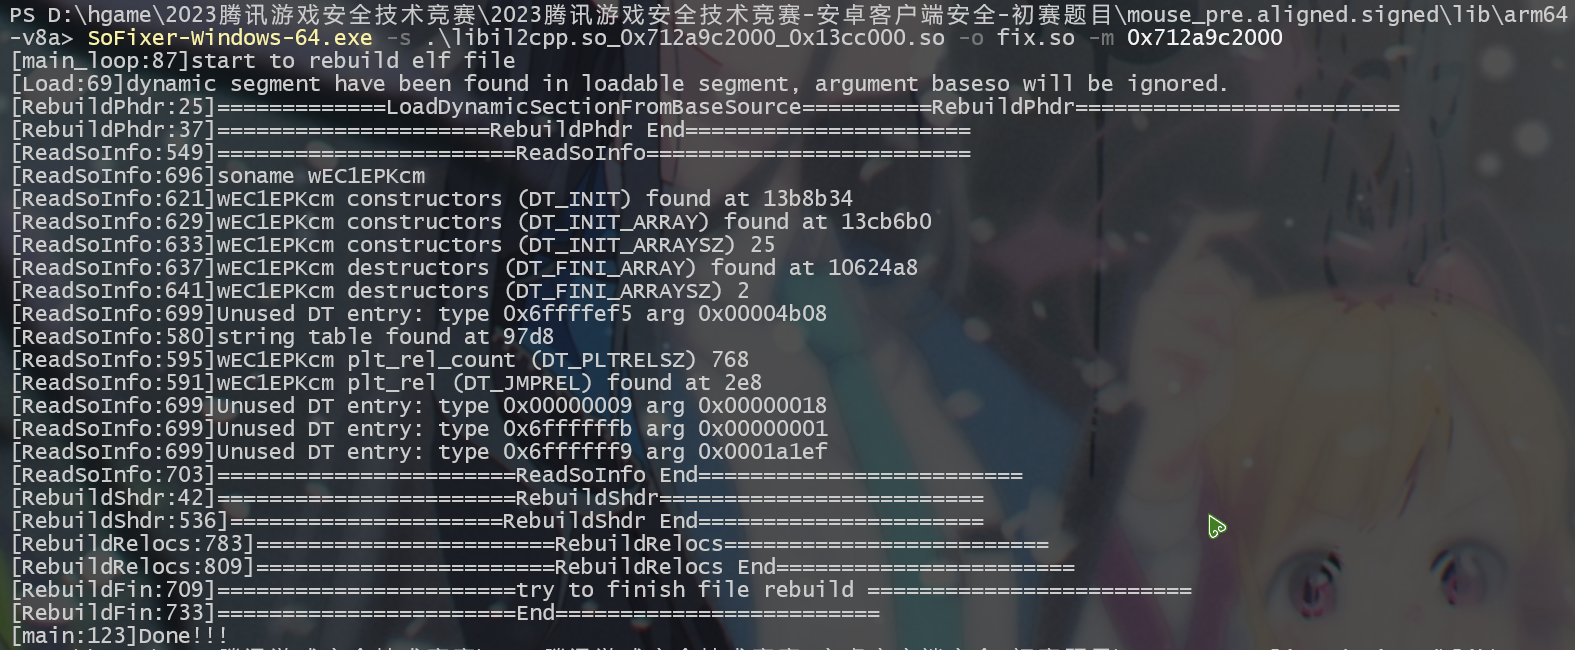 PS D:\hgame\2023腾讯游戏安全技术竞赛\2023腾讯游戏安全技术竞赛-安卓客户端安全-初赛题目\mouse_pre.aligned.signed\lib\arm64
-v8a> SoFixer-Windows-64.exe -s .\libil2cpp.so_0x712a9c2000_0x13cc000.so -o fix.so -m 0x712a9c2000
[main_loop:87]start to rebuild elf file
[Load:69]dynamic segment have been found in loadable segment, argument baseso will be ignored.
[RebuildPhdr:25]=============LoadDynamicSectionFromBaseSource==========RebuildPhdr=========================
[RebuildPhdr:37]=====================RebuildPhdr End======================
[ReadSoInfo:549]=======================ReadSoInfo=========================
[ReadSoInfo:696]soname wEC1EPKcm
[ReadSoInfo:621]wEC1EPKcm constructors (DT_INIT) found at 13b8b34
[ReadSoInfo:629]wEC1EPKcm constructors (DT_INIT_ARRAY) found at 13cb6b0
[ReadSoInfo:633]wEC1EPKcm constructors (DT_INIT_ARRAYSZ) 25
[ReadSoInfo:637]wEC1EPKcm destructors (DT_FINI_ARRAY) found at 10624a8
[ReadSoInfo:641]wEC1EPKcm destructors (DT_FINI_ARRAYSZ) 2
[ReadSoInfo:699]Unused DT entry: type 0x6ffffef5 arg 0x00004b08
[ReadSoInfo:580]string table found at 97d8
[ReadSoInfo:595]wEC1EPKcm plt_rel_count (DT_PLTRELSZ) 768
[ReadSoInfo:591]wEC1EPKcm plt_rel (DT_JMPREL) found at 2e8
[ReadSoInfo:699]Unused DT entry: type 0x00000009 arg 0x00000018
[ReadSoInfo:699]Unused DT entry: type 0x6ffffffb arg 0x00000001
[ReadSoInfo:699]Unused DT entry: type 0x6ffffff9 arg 0x0001a1ef
[ReadSoInfo:703]=======================ReadSoInfo End=========================
[RebuildShdr:42]=======================RebuildShdr=========================
[RebuildShdr:536]=====================RebuildShdr End======================
[RebuildRelocs:783]=======================RebuildRelocs=========================
[RebuildRelocs:809]=======================RebuildRelocs End=======================
[RebuildFin:709]=======================try to finish file rebuild =========================
[RebuildFin:733]=======================End=========================
[main:123]Done!!!